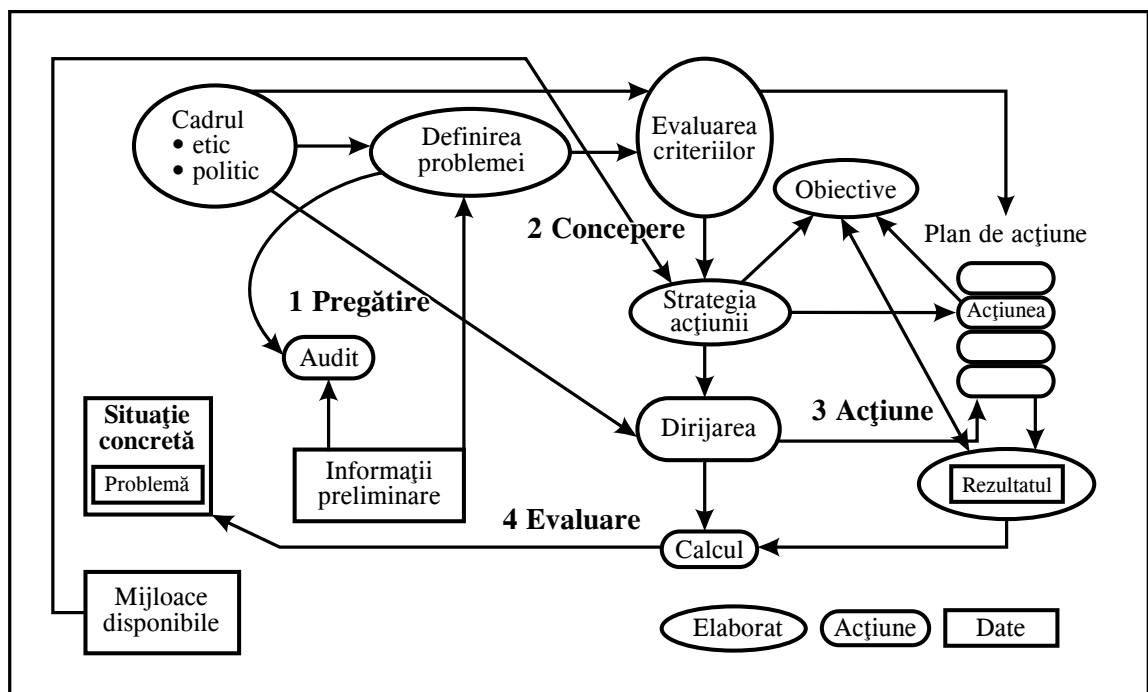 Cadrul
• etic
• politic
Definirea
problemei
Evaluarea
criteriilor
Obiective
2 Concepere
Plan de acţiune
1 Pregătire
Strategia
acţiunii
Acţiunea
Audit
Situaţie
concretă
Problemă
Informaţii
preliminare
Dirijarea
3 Acţiune
Rezultatul
4 Evaluare
Calcul
Mijloace
disponibile
Elaborat
Acţiune
Date